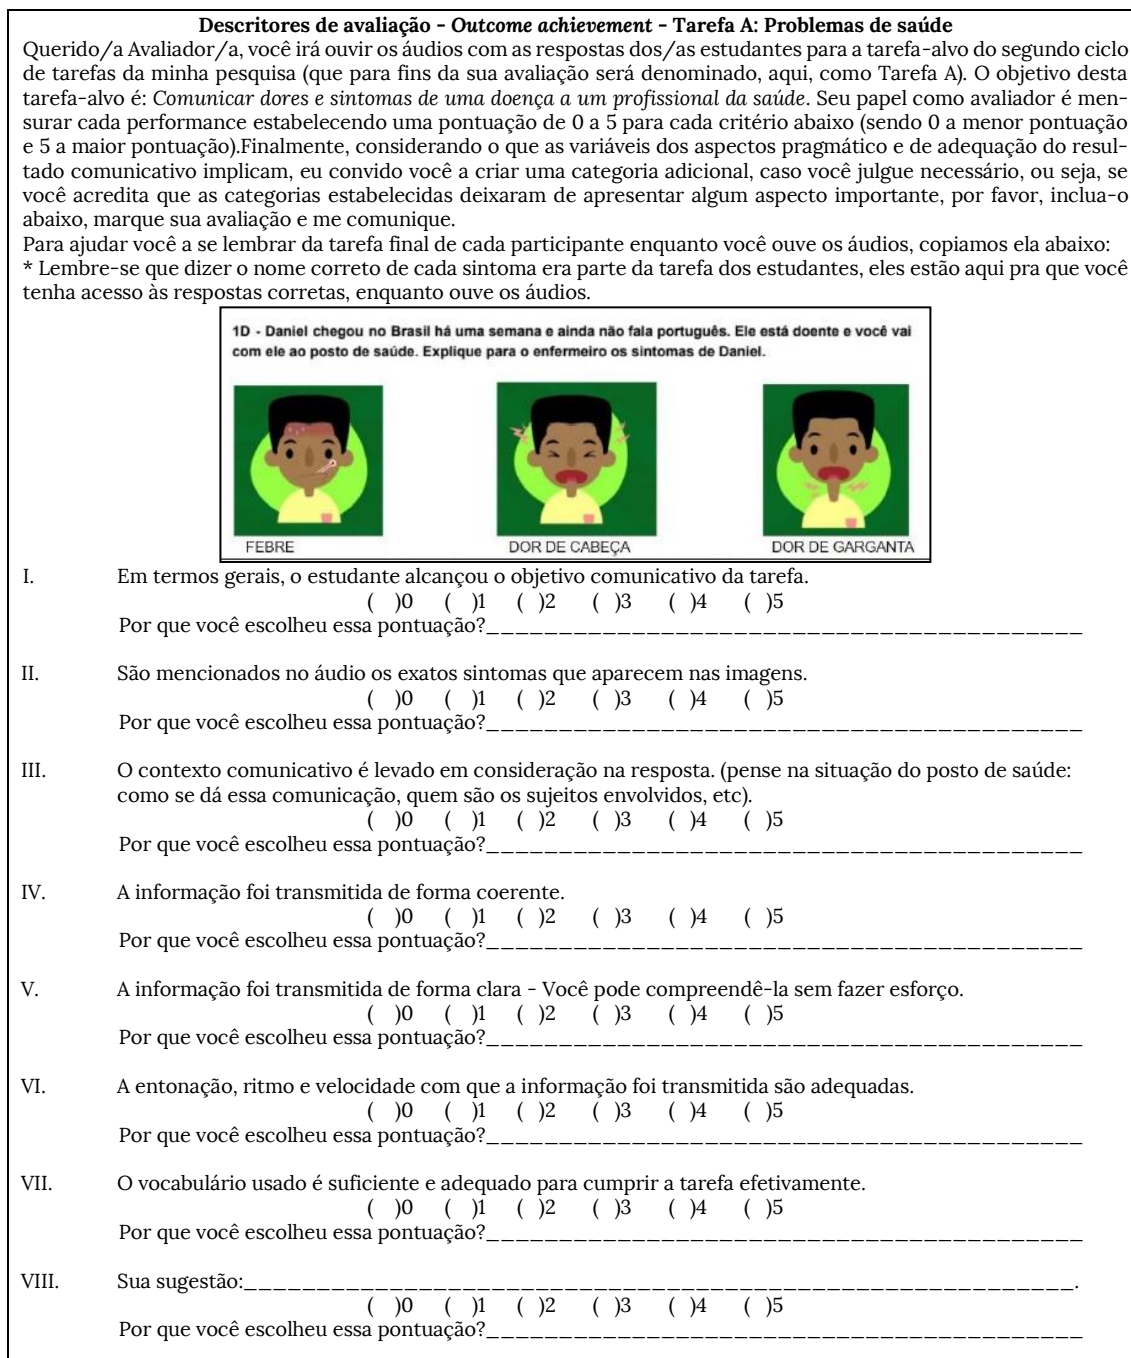 Descritores de avaliação - Outcome achievement - Tarefa A: Problemas de saúde
Querido/a Avaliador/a, você irá ouvir os áudios com as respostas dos/as estudantes para a tarefa-alvo do segundo ciclo
de tarefas da minha pesquisa (que para fins da sua avaliação será denominado, aqui, como Tarefa A). O objetivo desta
tarefa-alvo é: Comunicar dores e sintomas de uma doença a um profissional da saúde. Seu papel como avaliador é men-
surar cada performance estabelecendo uma pontuação de 0 a 5 para cada critério abaixo (sendo 0 a menor pontuação
e 5 a maior pontuação).Finalmente, considerando o que as variáveis dos aspectos pragmático e de adequação do resul-
tado comunicativo implicam, eu convido você a criar uma categoria adicional, caso você julgue necessário, ou seja, se
você acredita que as categorias estabelecidas deixaram de apresentar algum aspecto importante, por favor, inclua-o
abaixo, marque sua avaliação e me comunique.
Para ajudar você a se lembrar da tarefa final de cada participante enquanto você ouve os áudios, copiamos ela abaixo:
* Lembre-se que dizer o nome correto de cada sintoma era parte da tarefa dos estudantes, eles estão aqui pra que você
tenha acesso às respostas corretas, enquanto ouve os áudios.
1D - Daniel chegou no Brasil há uma semana e ainda não fala português. Ele está doente e você vai
com ele ao posto de saúde. Explique para o enfermeiro os sintomas de Daniel.
FEBRE DOR DE CABEÇA DOR DE GARGANTA
I. Em termos gerais, o estudante alcançou o objetivo comunicativo da tarefa.
( )0 ( )1 ( )2 ( )3 ( )4 ( )5
Por que você escolheu essa pontuação?_________________________________________
II. São mencionados no áudio os exatos sintomas que aparecem nas imagens.
( )0 ( )1 ( )2 ( )3 ( )4 ( )5
Por que você escolheu essa pontuação?_________________________________________
III. O contexto comunicativo é levado em consideração na resposta. (pense na situação do posto de saúde:
como se dá essa comunicação, quem são os sujeitos envolvidos, etc).
( )0 ( )1 ( )2 ( )3 ( )4 ( )5
Por que você escolheu essa pontuação?_________________________________________
IV. A informação foi transmitida de forma coerente.
( )0 ( )1 ( )2 ( )3 ( )4 ( )5
Por que você escolheu essa pontuação?_________________________________________
V. A informação foi transmitida de forma clara - Você pode compreendê-la sem fazer esforço.
( )0 ( )1 ( )2 ( )3 ( )4 ( )5
Por que você escolheu essa pontuação?_________________________________________
VI. A entonação, ritmo e velocidade com que a informação foi transmitida são adequadas.
( )0 ( )1 ( )2 ( )3 ( )4 ( )5
Por que você escolheu essa pontuação?_________________________________________
VII. O vocabulário usado é suficiente e adequado para cumprir a tarefa efetivamente.
( )0 ( )1 ( )2 ( )3 ( )4 ( )5
Por que você escolheu essa pontuação?_________________________________________
VIII. Sua sugestão:_________________________________________________________.
( )0 ( )1 ( )2 ( )3 ( )4 ( )5
Por que você escolheu essa pontuação?_________________________________________